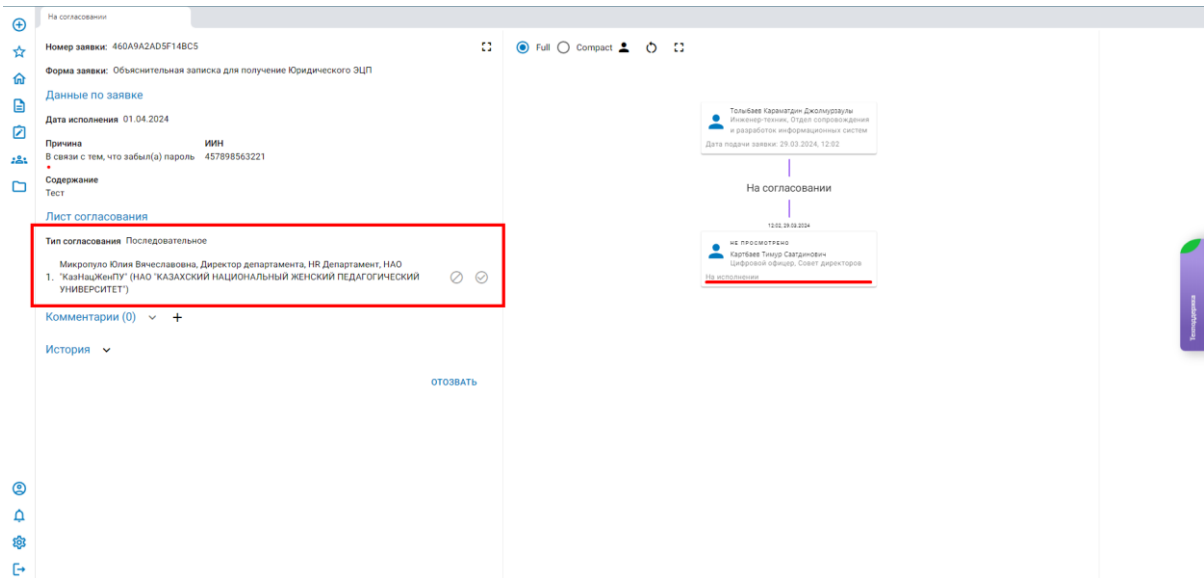 На согласовании
Номер заявки: 460A9A2AD5F14BC5
Форма заявки: Объяснительная записка для получение Юридического ЭЦП
Данные по заявке
Дата исполнения 01.04.2024
Причина ИИН
В связи с тем, что забыл(а) пароль 457898563221
Содержание
Тест
Лист согласования
Тип согласования Последовательное
Микропуло Юлия Вячеславовна, Директор департамента, HR Департамент, НАО
1. "КазНацЖенПУ" (НАО "КАЗАХСКИЙ НАЦИОНАЛЬНЫЙ ЖЕНСКИЙ ПЕДАГОГИЧЕСКИЙ
УНИВЕРСИТЕТ")
Комментарии (0)
История
ОТОЗВАТЬ
Full Compact
Толыбаев Караматдин Джолмурзаулы
Инженер-техник, Отдел сопровождения
и разработок информационных систем
Дата подачи заявки: 29.03.2024, 12:02
На согласовании
12:02, 29.03.2024
НЕ ПРОСМОТРЕНО
Картбаев Тимур Саатдинович
Цифровой офицер, Совет директоров
На исполнении
Техподдержка